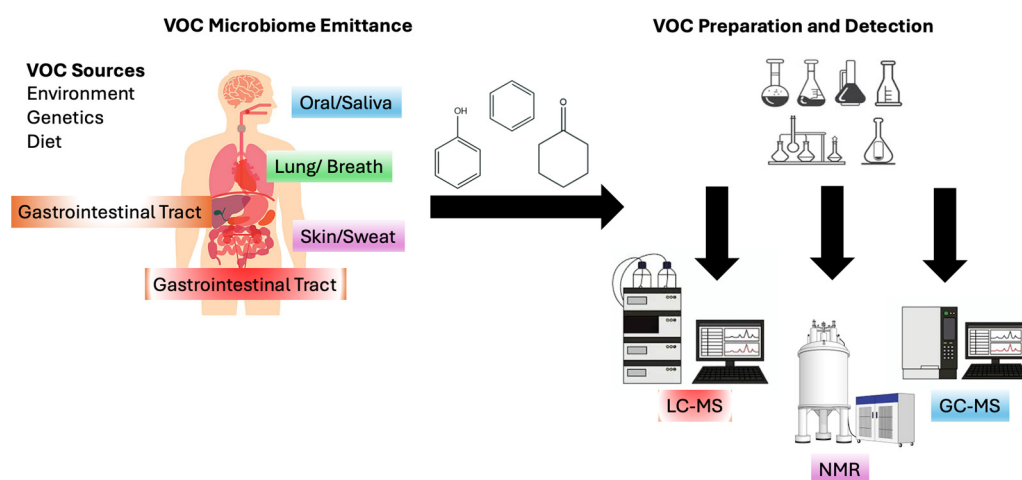 VOC Microbiome Emittance
VOC Preparation and Detection
VOC Sources
Environment
Genetics
Diet
Oral/Saliva
Lung/ Breath
Gastrointestinal Tract
Skin/Sweat
Gastrointestinal Tract
OH
O
LC-MS
NMR
GC-MS